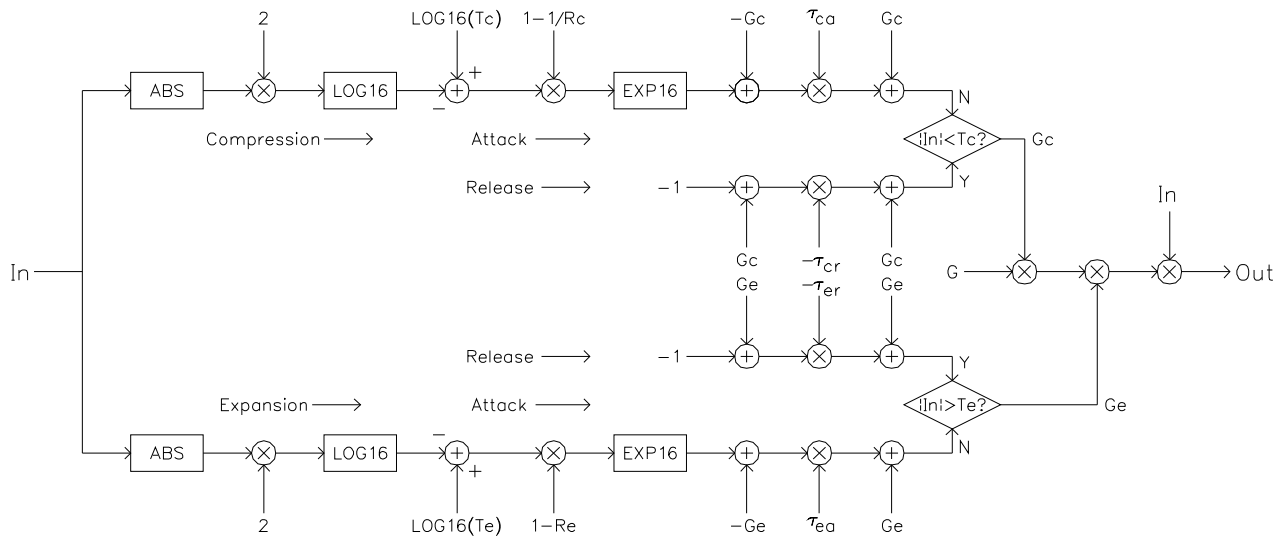 2 LOG16(Tc) 1-1/Rc -Gc τca Gc
+ N
ABS × LOG16 + × EXP16 + × +
−
Compression Attack |In|<Tc? Gc
Release -1 + × + Y
In
Gc -τcr Gc
In G × × × Out
Ge -τer Ge
Release -1 + × + Y
Expansion Attack |In|>Te? Ge
− N
ABS × LOG16 + × EXP16 + × +
+
2 LOG16(Te) 1-Re -Ge τea Ge